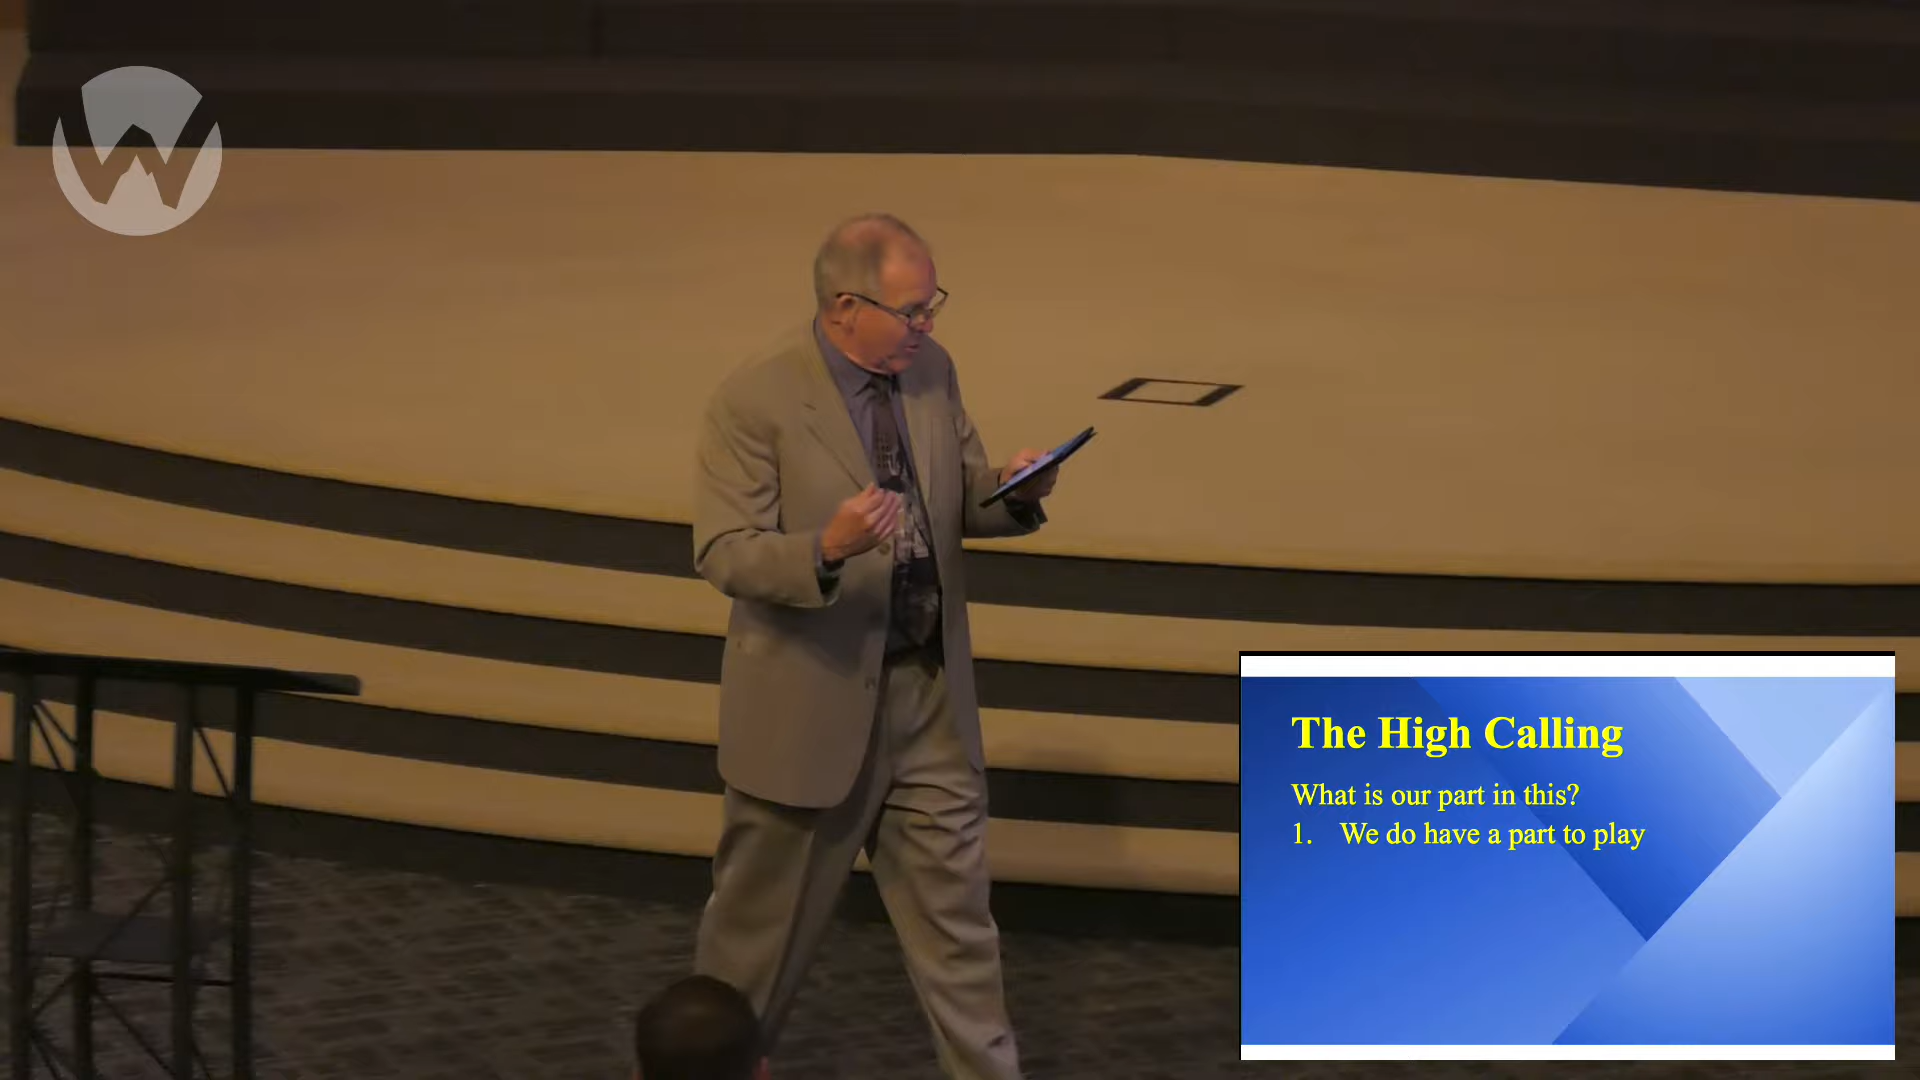 W
The High Calling
What is our part in this?
1. We do have a part to play